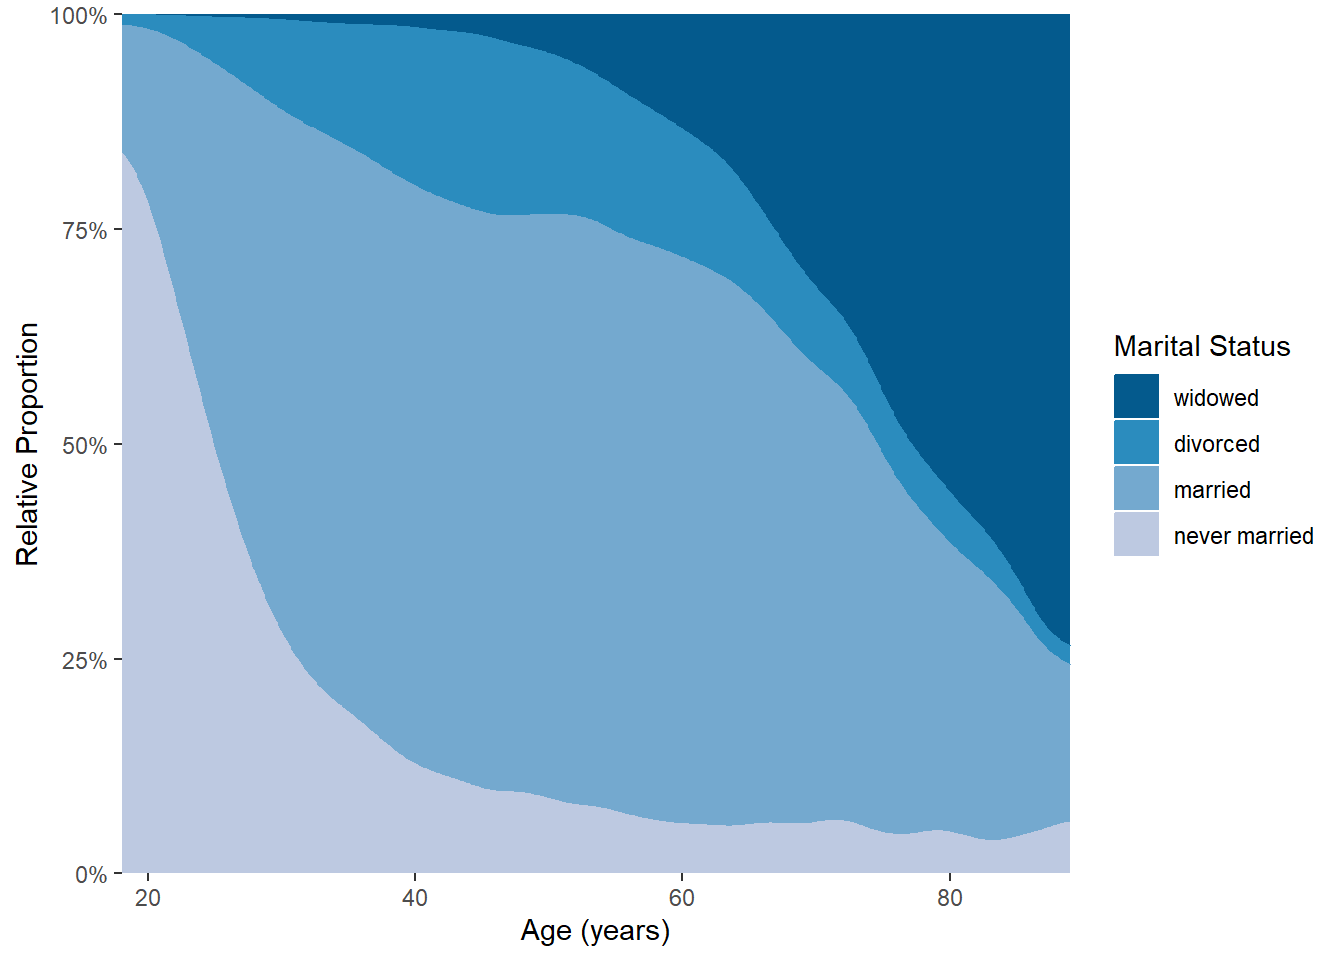 100%
75%
50%
25%
0%
Relative Proportion
20 40 60 80
Age (years)
Marital Status
widowed
divorced
married
never married